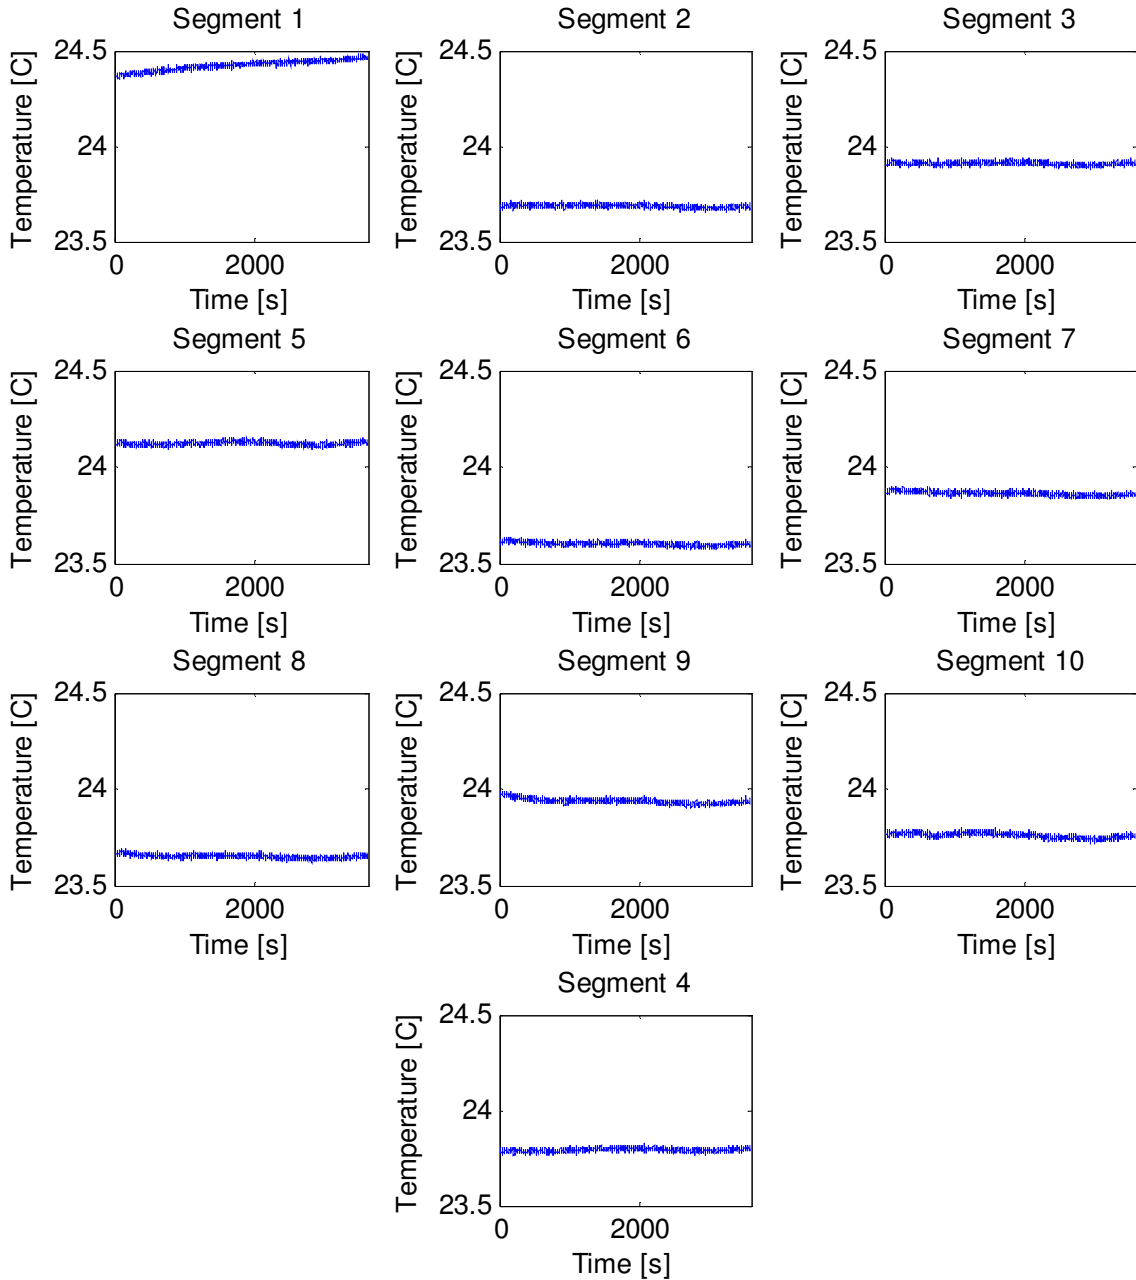 Segment 1
Temperature [C]
24.5
24
23.5
0
2000
Time [s]
Segment 2
Temperature [C]
24.5
24
23.5
0
2000
Time [s]
Segment 3
Temperature [C]
24.5
24
23.5
0
2000
Time [s]
Segment 5
Temperature [C]
24.5
24
23.5
0
2000
Time [s]
Segment 6
Temperature [C]
24.5
24
23.5
0
2000
Time [s]
Segment 7
Temperature [C]
24.5
24
23.5
0
2000
Time [s]
Segment 8
Temperature [C]
24.5
24
23.5
0
2000
Time [s]
Segment 9
Temperature [C]
24.5
24
23.5
0
2000
Time [s]
Segment 10
Temperature [C]
24.5
24
23.5
0
2000
Time [s]
Segment 4
Temperature [C]
24.5
24
23.5
0
2000
Time [s]